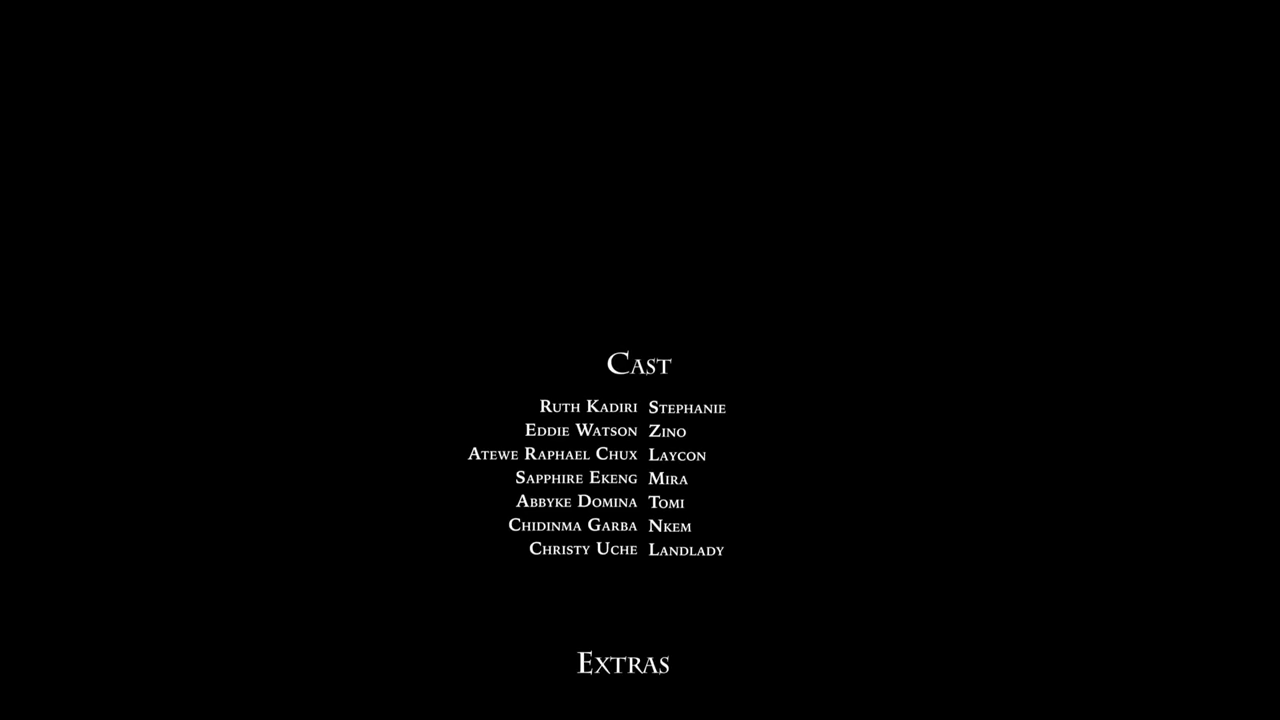 Cast
Ruth Kadiri Stephanie
Eddie Watson Zino
Atewe Raphael Chux Laycon
Sapphire Ekeng Mira
Abbyke Domina Tomi
Chidinma Garba Nkem
Christy Uche Landlady
Extras